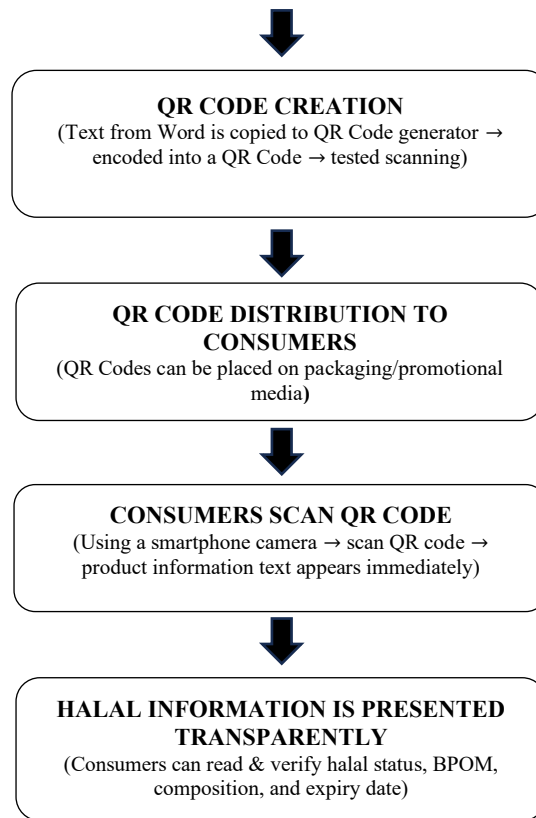 QR CODE CREATION
(Text from Word is copied to QR Code generator →
encoded into a QR Code → tested scanning)
QR CODE DISTRIBUTION TO
CONSUMERS
(QR Codes can be placed on packaging/promotional
media)
CONSUMERS SCAN QR CODE
(Using a smartphone camera → scan QR code →
product information text appears immediately)
HALAL INFORMATION IS PRESENTED
TRANSPARENTLY
(Consumers can read & verify halal status, BPOM,
composition, and expiry date)